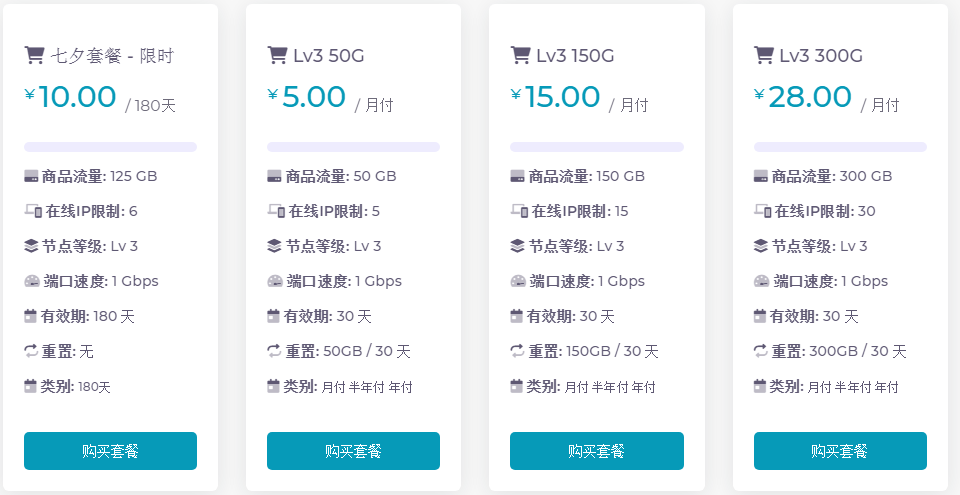 七夕套餐 - 限时
¥10.00 / 180天
商品流量: 125 GB
在线IP限制: 6
节点等级: Lv 3
端口速度: 1 Gbps
有效期: 180 天
重置: 无
类别: 180天
购买套餐
Lv3 50G
¥5.00 / 月付
商品流量: 50 GB
在线IP限制: 5
节点等级: Lv 3
端口速度: 1 Gbps
有效期: 30 天
重置: 50GB / 30 天
类别: 月付 半年付 年付
购买套餐
Lv3 150G
¥15.00 / 月付
商品流量: 150 GB
在线IP限制: 15
节点等级: Lv 3
端口速度: 1 Gbps
有效期: 30 天
重置: 150GB / 30 天
类别: 月付 半年付 年付
购买套餐
Lv3 300G
¥28.00 / 月付
商品流量: 300 GB
在线IP限制: 30
节点等级: Lv 3
端口速度: 1 Gbps
有效期: 30 天
重置: 300GB / 30 天
类别: 月付 半年付 年付
购买套餐